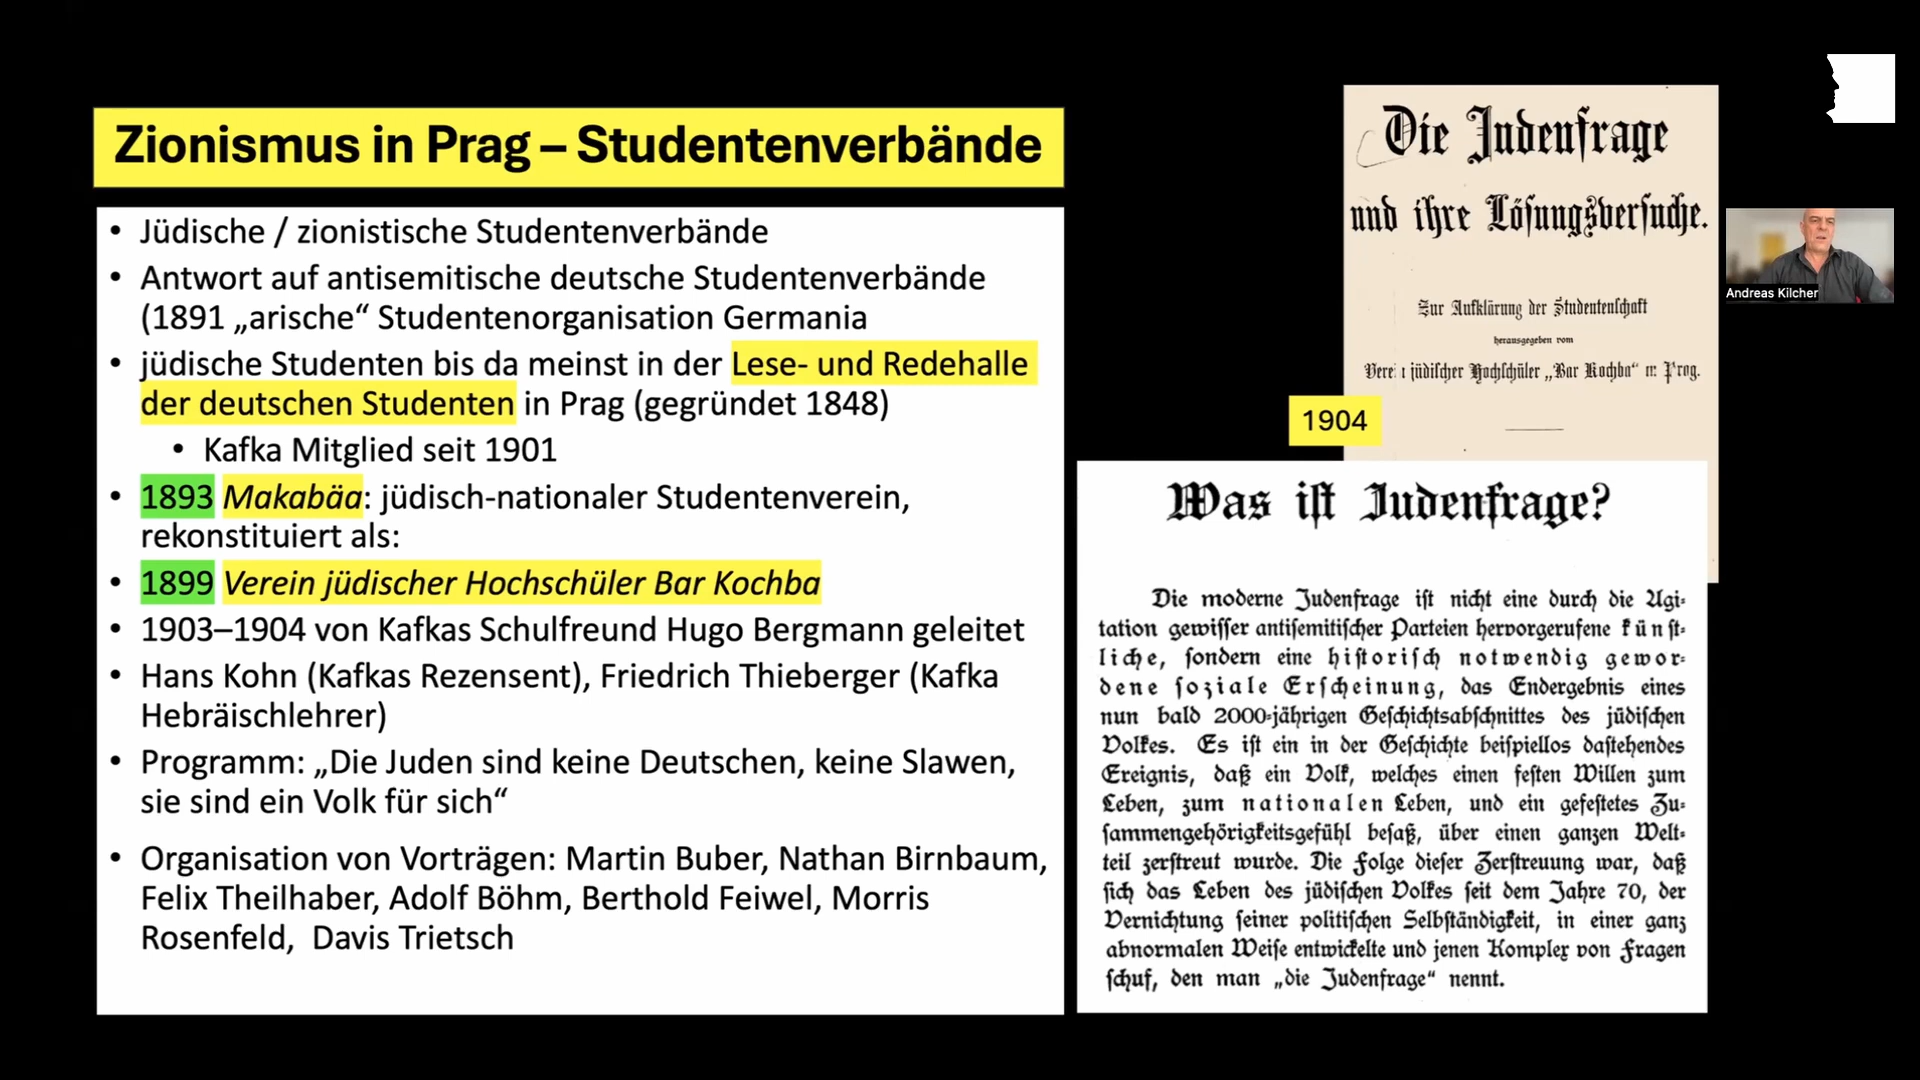 Zionismus in Prag – Studentenverbände
• Jüdische / zionistische Studentenverbände
• Antwort auf antisemitische deutsche Studentenverbände
(1891 „arische“ Studentenorganisation Germania
• jüdische Studenten bis da meinst in der Lese- und Redehalle
der deutschen Studenten in Prag (gegründet 1848)
• Kafka Mitglied seit 1901
• 1893 Makabäa: jüdisch-nationaler Studentenverein,
rekonstituiert als:
• 1899 Verein jüdischer Hochschüler Bar Kochba
• 1903–1904 von Kafkas Schulfreund Hugo Bergmann geleitet
• Hans Kohn (Kafkas Rezensent), Friedrich Thieberger (Kafka
Hebräischlehrer)
• Programm: „Die Juden sind keine Deutschen, keine Slawen,
sie sind ein Volk für sich“
• Organisation von Vorträgen: Martin Buber, Nathan Birnbaum,
Felix Theilhaber, Adolf Böhm, Berthold Feiwel, Morris
Rosenfeld, Davis Trietsch
Die Judenfrage
und ihre Lösungsversuche.
Zur Aufklärung der Studentenschaft
herausgegeben vom
Verein jüdischer Hochschüler „Bar Kochba“ in Prag.
1904
Was ist Judenfrage?
Die moderne Judenfrage ist nicht eine durch die Agi-
tation gewisser antisemitischer Parteien hervorgerufene künst-
liche, sondern eine historisch notwendig gewor-
dene soziale Erscheinung, das Endergebnis eines
nun bald 2000-jährigen Geschichtsabschnittes des jüdischen
Volkes. Es ist ein in der Geschichte beispiellos dastehendes
Ereignis, daß ein Volk, welches einen festen Willen zum
Leben, zum nationalen Leben, und ein gefestetes Zu-
sammengehörigkeitsgefühl besaß, über einen ganzen Welt-
teil zerstreut wurde. Die Folge dieser Zerstreuung war, daß
sich das Leben des jüdischen Volkes seit dem Jahre 70, der
Vernichtung seiner politischen Selbständigkeit, in einer ganz
abnormalen Weise entwickelte und jenen Komplex von Fragen
schuf, den man „die Judenfrage“ nennt.
Andreas Kilcher